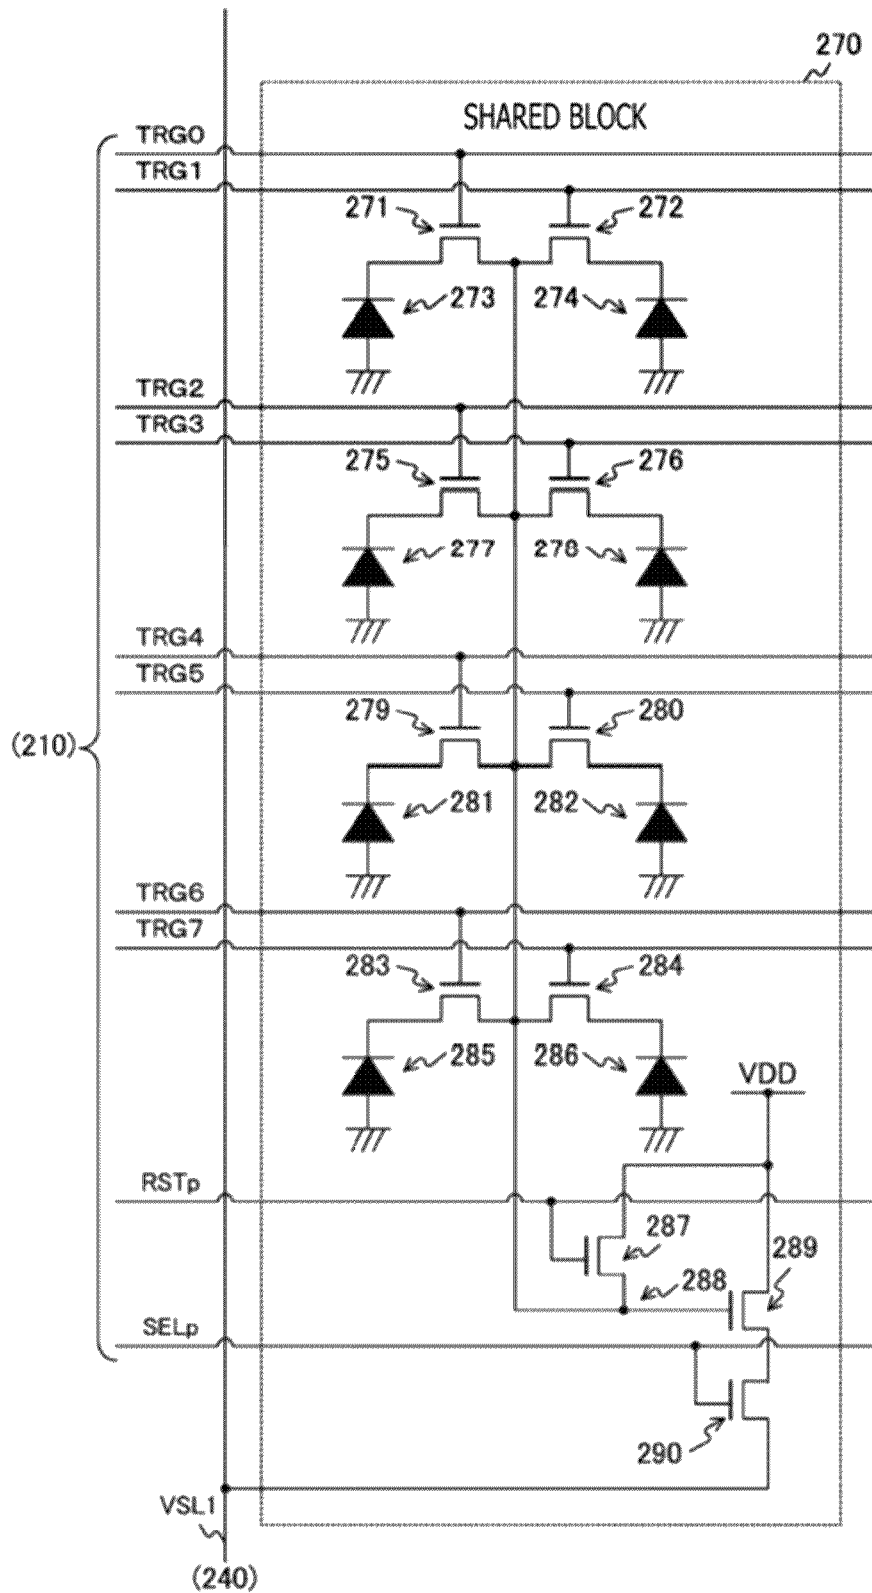 270
SHARED BLOCK
TRG0
TRG1
271
272
273
274
TRG2
TRG3
275
276
277
278
TRG4
TRG5
279
280
(210)
281
282
TRG6
TRG7
283
284
285
286
VDD
RSTp
287
289
288
SELp
290
VSL1
(240)